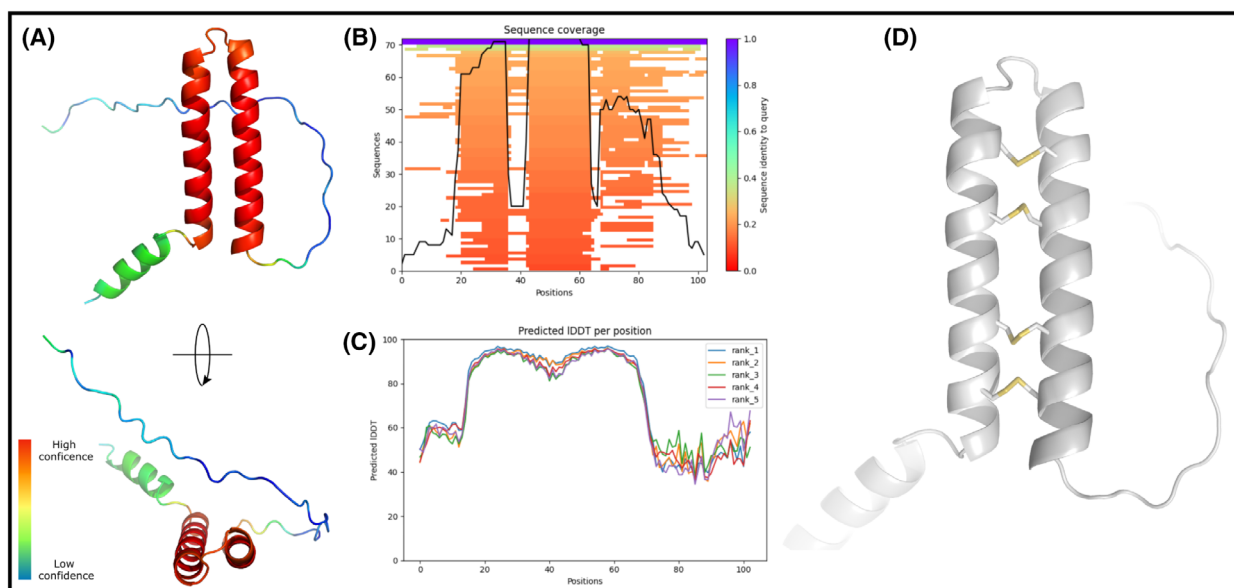 (A)
High
conficence
Low
confidence
(B)
Sequence coverage
Sequences
70
60
50
40
30
20
10
0
0 20 40 60 80 100
Positions
1.0
0.8
0.6
0.4
0.2
0.0
Sequence identity to query
(C)
Predicted lDDT per position
Predicted lDDT
100
80
60
40
20
0
0 20 40 60 80 100
Positions
rank_1
rank_2
rank_3
rank_4
rank_5
(D)